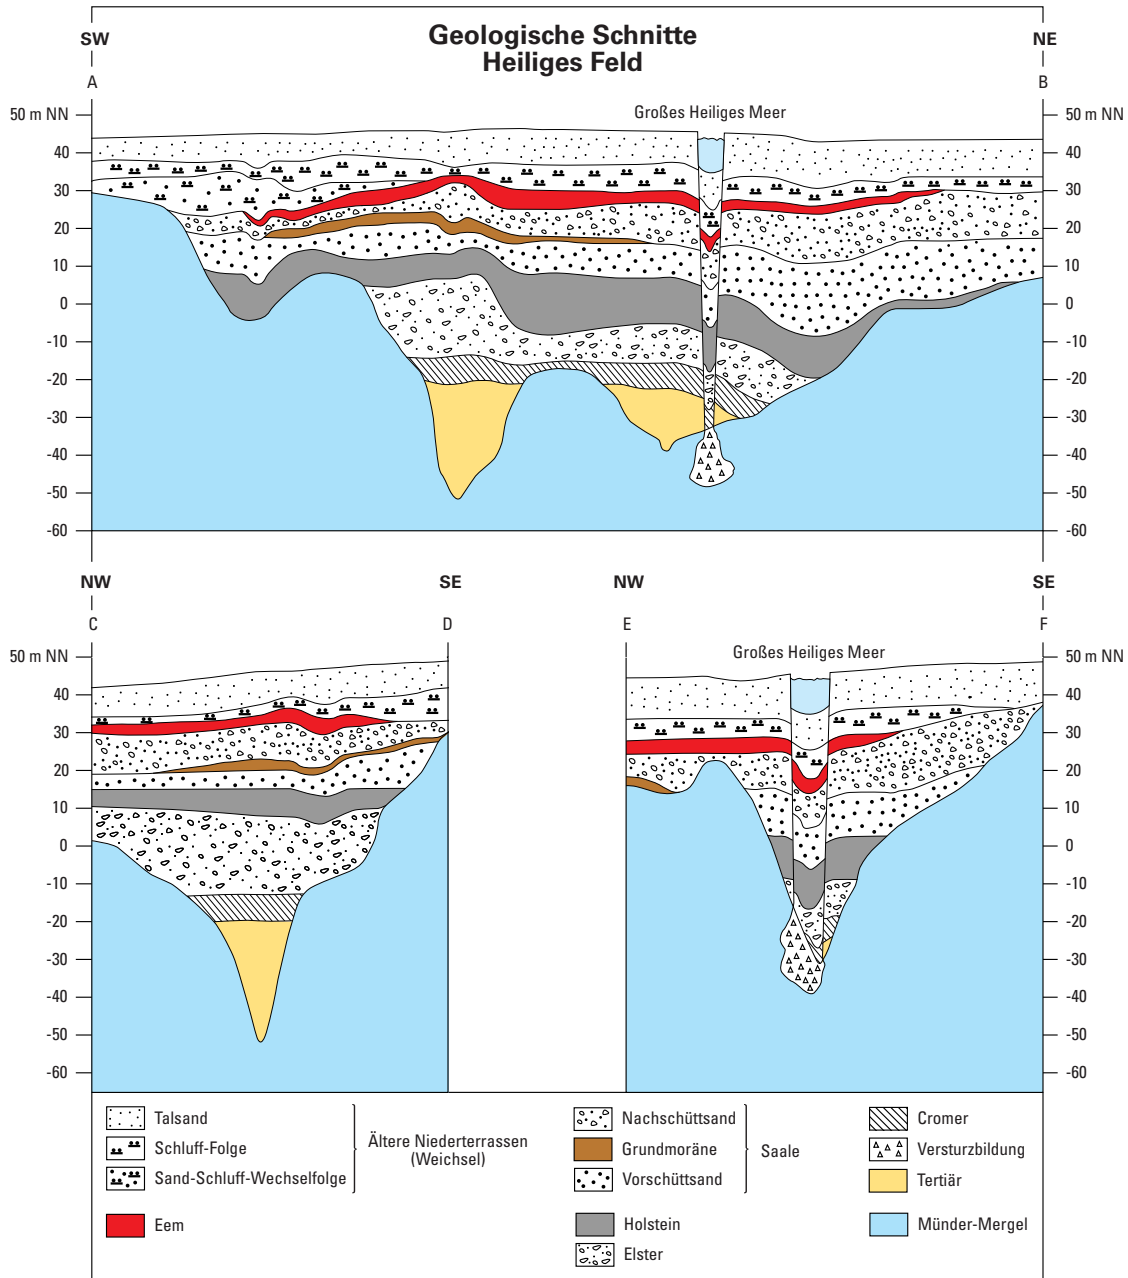 Geologische Schnitte
Heiliges Feld
SW
NE
A
B
Großes Heiliges Meer
50 m NN
40
30
20
10
0
-10
-20
-30
-40
-50
-60
50 m NN
40
30
20
10
0
-10
-20
-30
-40
-50
-60
NW
SE
NW
SE
C
D
E
F
Großes Heiliges Meer
50 m NN
40
30
20
10
0
-10
-20
-30
-40
-50
-60
50 m NN
40
30
20
10
0
-10
-20
-30
-40
-50
-60
Talsand
Schluff-Folge
Sand-Schluff-Wechselfolge
Ältere Niederterrassen
(Weichsel)
Eem
Nachschüttsand
Grundmoräne
Vorschüttsand
Saale
Holstein
Elster
Cromer
Versturzbildung
Tertiär
Münder-Mergel